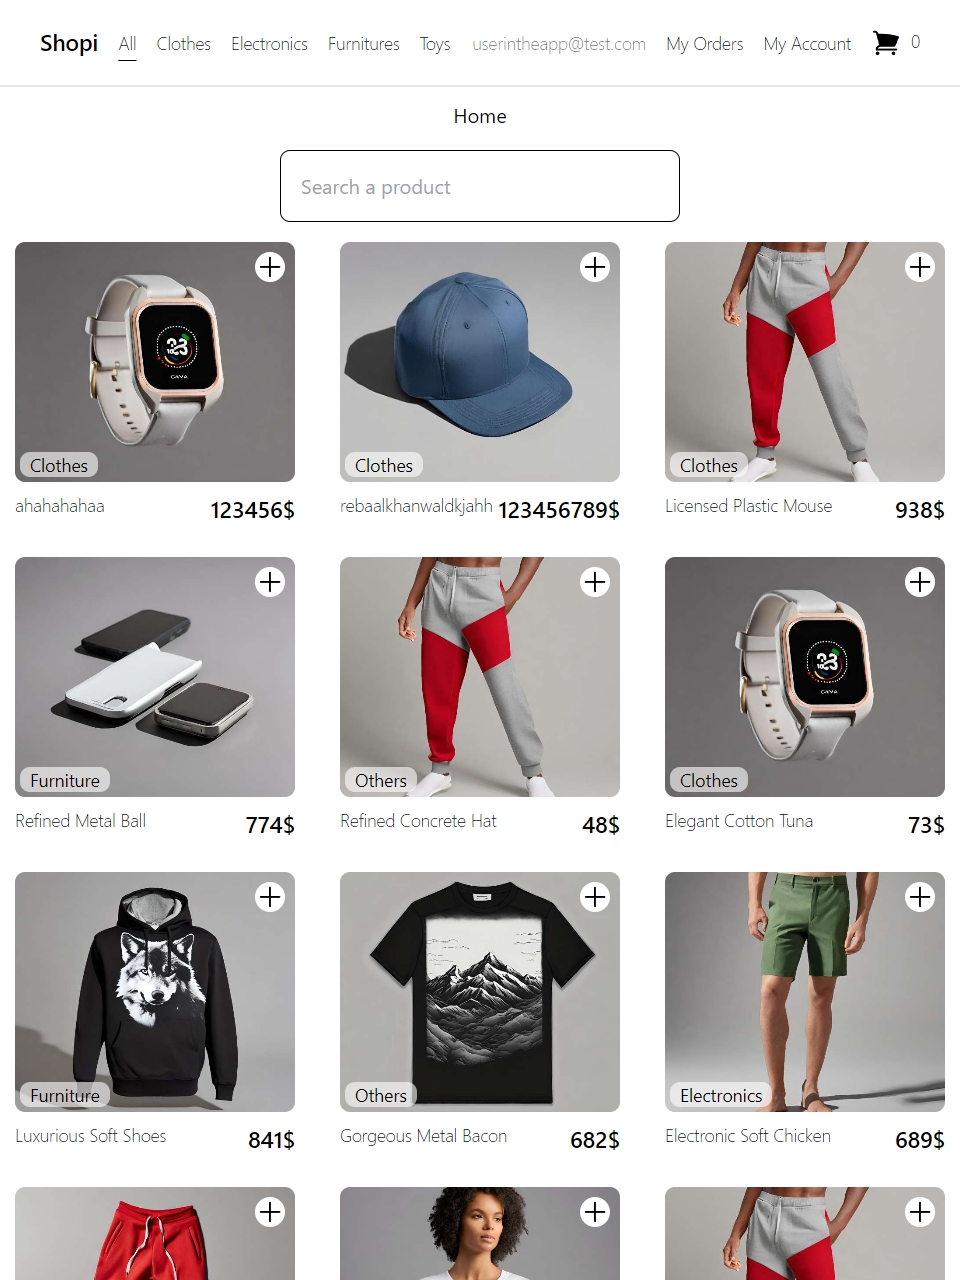 Shopi All Clothes Electronics Furnitures Toys userintheapp@test.com My Orders My Account 0
Home
Search a product
Clothes
ahahahahaa 123456$
Clothes
rebaalkhanwaldkjahh 123456789$
Clothes
Licensed Plastic Mouse 938$
Furniture
Refined Metal Ball 774$
Others
Refined Concrete Hat 48$
Clothes
Elegant Cotton Tuna 73$
Furniture
Luxurious Soft Shoes 841$
Others
Gorgeous Metal Bacon 682$
Electronics
Electronic Soft Chicken 689$